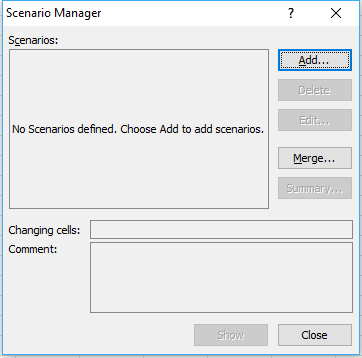 Scenario Manager ? ×
Scenarios:
Add...
Delete
No Scenarios defined. Choose Add to add scenarios.
Edit...
Merge...
Summary...
Changing cells:
Comment:
Show Close